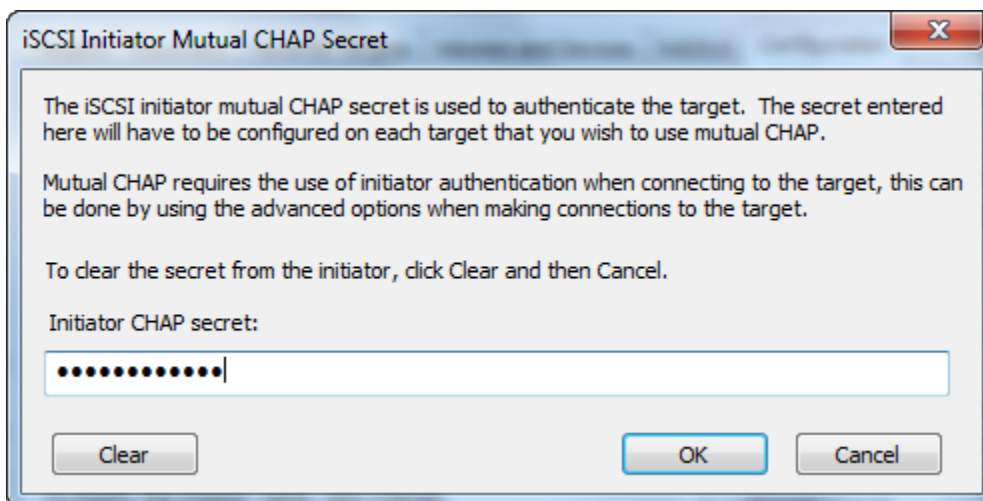 iSCSI Initiator Mutual CHAP Secret
The iSCSI initiator mutual CHAP secret is used to authenticate the target. The secret entered
here will have to be configured on each target that you wish to use mutual CHAP.
Mutual CHAP requires the use of initiator authentication when connecting to the target, this can
be done by using the advanced options when making connections to the target.
To clear the secret from the initiator, click Clear and then Cancel.
Initiator CHAP secret:
••••••••••••
Clear
OK
Cancel